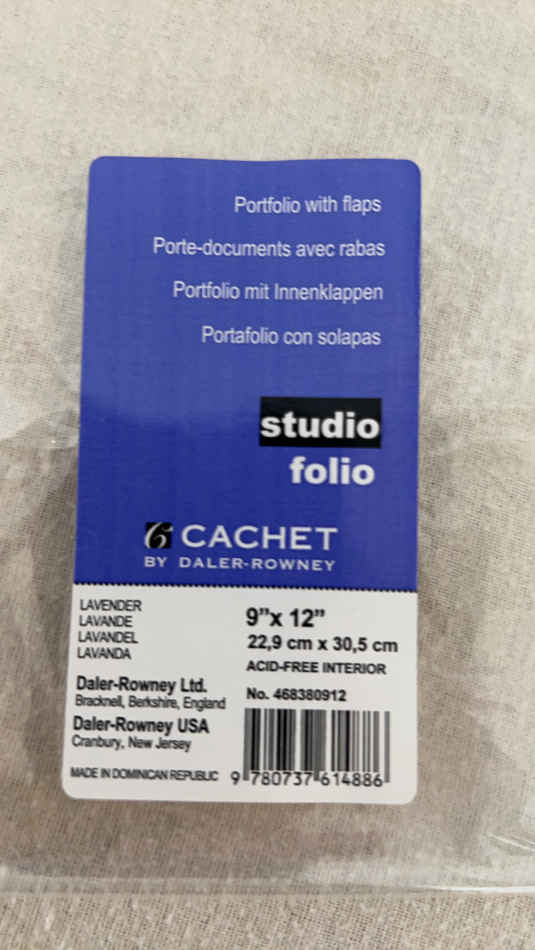 Portfolio with flaps
Porte-documents avec rabas
Portfolio mit Innenklappen
Portafolio con solapas
studio
folio
CACHET
BY DALER-ROWNEY
LAVENDER
LAVANDE
LAVANDEL
LAVANDA
9”x 12”
22,9 cm x 30,5 cm
ACID-FREE INTERIOR
Daler-Rowney Ltd.
Bracknell, Berkshire, England
Daler-Rowney USA
Cranbury, New Jersey
MADE IN DOMINICAN REPUBLIC
No. 468380912
9 780737 614886